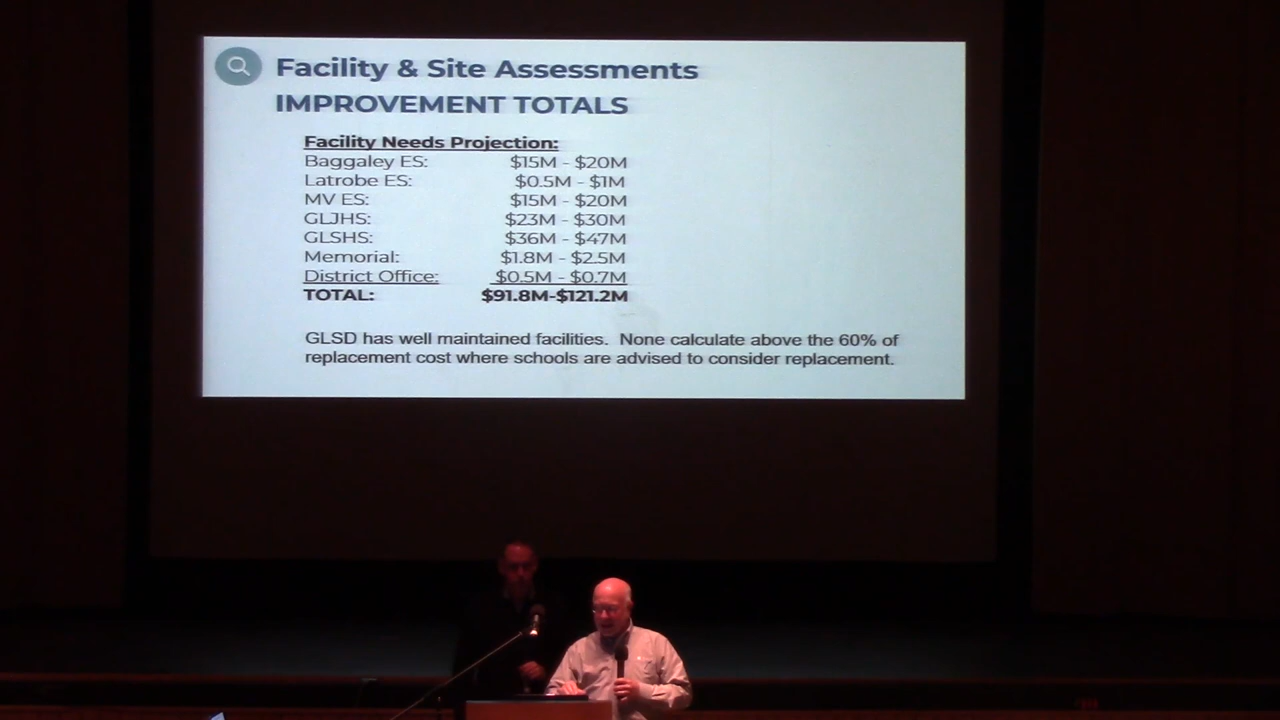 Facility & Site Assessments
IMPROVEMENT TOTALS
Facility Needs Projection:
Baggaley ES: $15M - $20M
Latrobe ES: $0.5M - $1M
MV ES: $15M - $20M
GLJHS: $23M - $30M
GLSHS: $36M - $47M
Memorial: $1.8M - $2.5M
District Office: $0.5M - $0.7M
TOTAL: $91.8M-$121.2M
GLSD has well maintained facilities. None calculate above the 60% of
replacement cost where schools are advised to consider replacement.